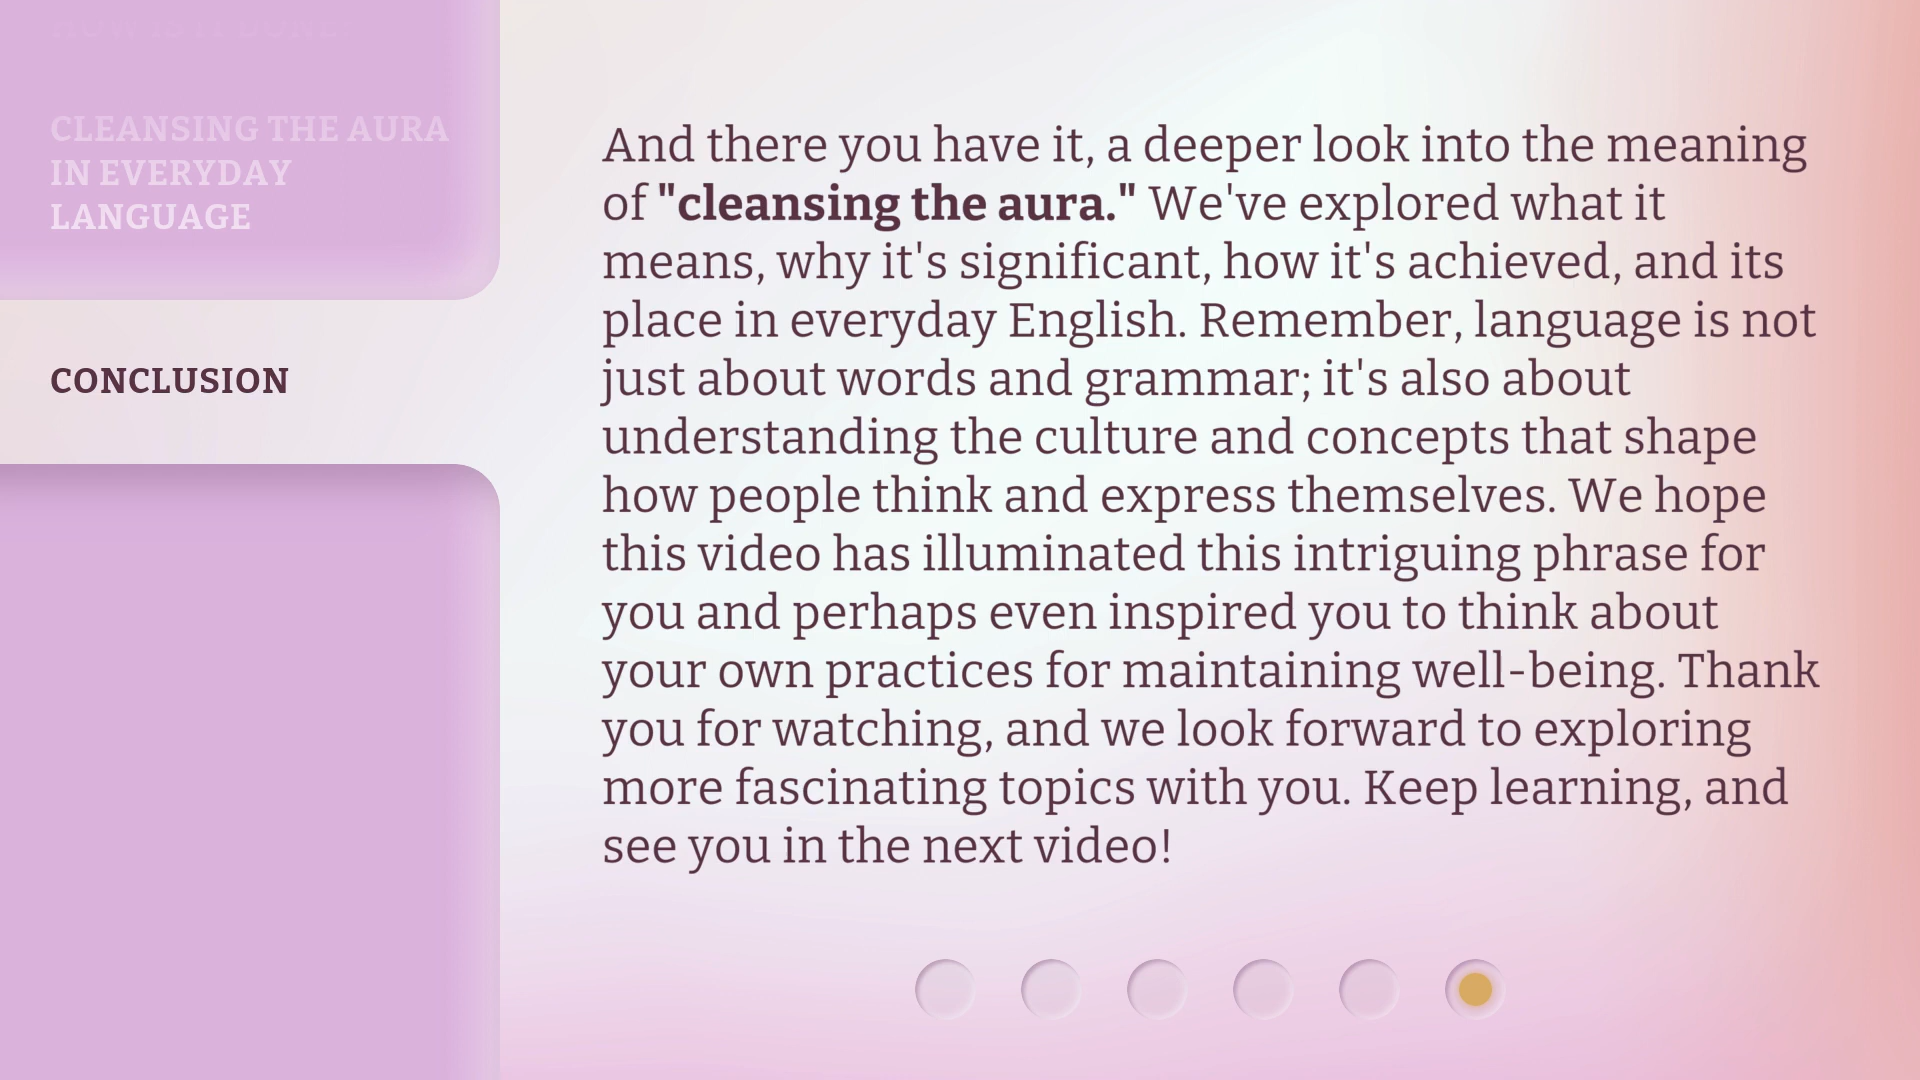 HOW IS IT DONE
CLEANSING THE AURA
IN EVERYDAY
LANGUAGE
CONCLUSION
And there you have it, a deeper look into the meaning
of "cleansing the aura." We've explored what it
means, why it's significant, how it's achieved, and its
place in everyday English. Remember, language is not
just about words and grammar; it's also about
understanding the culture and concepts that shape
how people think and express themselves. We hope
this video has illuminated this intriguing phrase for
you and perhaps even inspired you to think about
your own practices for maintaining well-being. Thank
you for watching, and we look forward to exploring
more fascinating topics with you. Keep learning, and
see you in the next video!